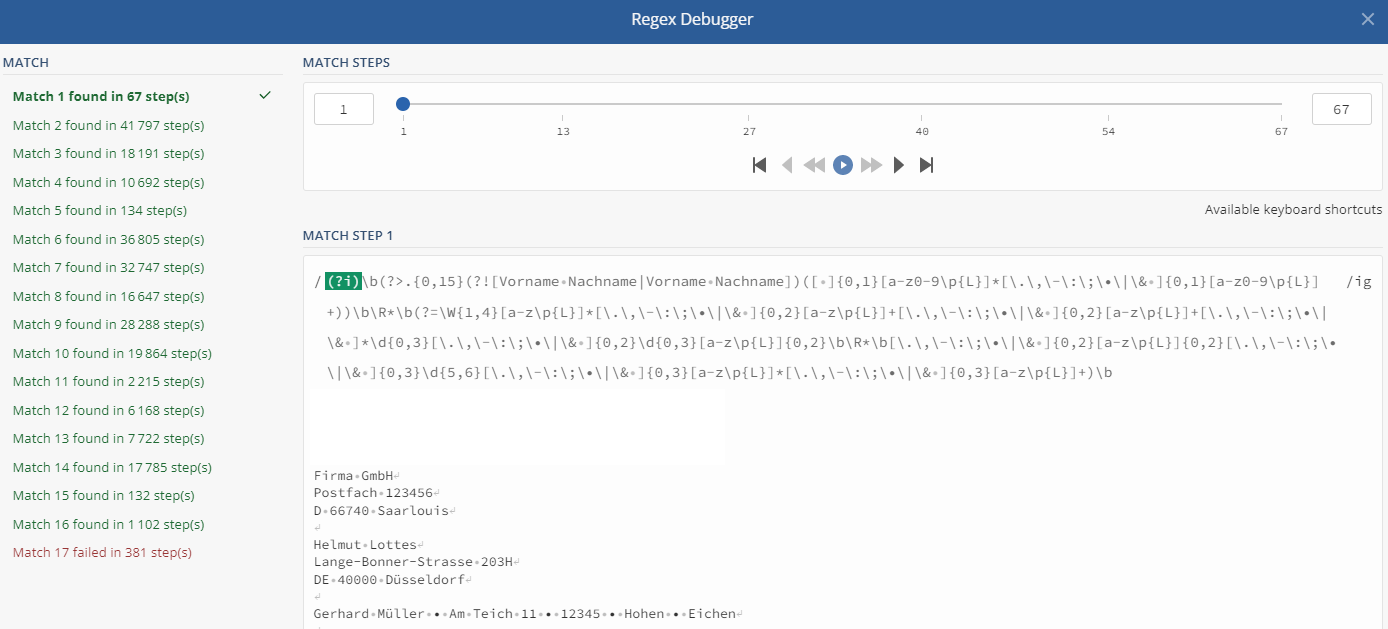 Regex Debugger
MATCH
Match 1 found in 67 step(s)
Match 2 found in 41 797 step(s)
Match 3 found in 18 191 step(s)
Match 4 found in 10 692 step(s)
Match 5 found in 134 step(s)
Match 6 found in 36 805 step(s)
Match 7 found in 32 747 step(s)
Match 8 found in 16 647 step(s)
Match 9 found in 28 288 step(s)
Match 10 found in 19 864 step(s)
Match 11 found in 2 215 step(s)
Match 12 found in 6 168 step(s)
Match 13 found in 7 722 step(s)
Match 14 found in 17 785 step(s)
Match 15 found in 132 step(s)
Match 16 found in 1 102 step(s)
Match 17 failed in 381 step(s)
MATCH STEPS
1
67
1 13 27 40 54 67
Available keyboard shortcuts
MATCH STEP 1
/(?i)\b(?>.{0,15}(?![Vorname•Nachname|Vorname•Nachname])([•]{0,1}[a-z0-9\p{L}]*[\.\,\-\:\;\•\|\&•]{0,1}[a-z0-9\p{L}] /ig
+))\b\R*\b(?=\W{1,4}[a-z\p{L}]*[\.\,\-\:\;\•\|\&•]{0,2}[a-z\p{L}]+[\.\,\-\:\;\•\|\&•]{0,2}[a-z\p{L}]+[\.\,\-\:\;\•\|
\&•]*\d{0,3}[\.\,\-\:\;\•\|\&•]{0,2}\d{0,3}[a-z\p{L}]{0,2}\b\R*\b[\.\,\-\:\;\•\|\&•]{0,2}[a-z\p{L}]{0,2}[\.\,\-\:\;\•
\|\&•]{0,3}\d{5,6}[\.\,\-\:\;\•\|\&•]{0,3}[a-z\p{L}]*[\.\,\-\:\;\•\|\&•]{0,3}[a-z\p{L}]+)\b
Firma•GmbH↵
Postfach•123456↵
D•66740•Saarlouis↵
↵
Helmut•Lottes↵
Lange-Bonner-Strasse•203H↵
DE•40000•Düsseldorf↵
↵
Gerhard•Müller•••Am•Teich•11•••12345•••Hohen•••Eichen↵